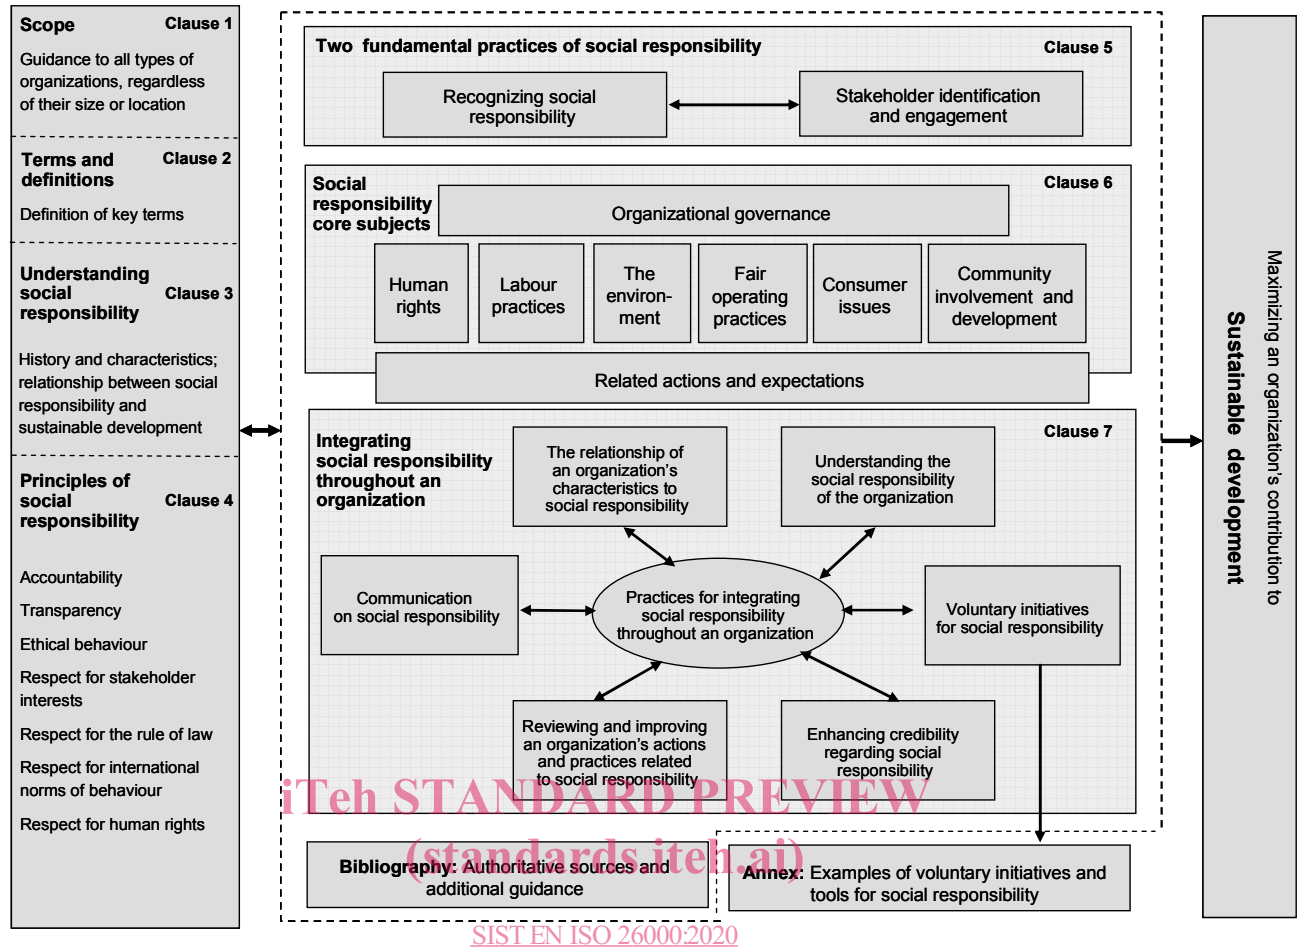 Scope Clause 1
Guidance to all types of
organizations, regardless
of their size or location
Terms and Clause 2
definitions
Definition of key terms
Understanding
social Clause 3
responsibility
History and characteristics;
relationship between social
responsibility and
sustainable development
Principles of
social Clause 4
responsibility
Accountability
Transparency
Ethical behaviour
Respect for stakeholder
interests
Respect for the rule of law
Respect for international
norms of behaviour
Respect for human rights
Two fundamental practices of social responsibility Clause 5
Recognizing social
responsibility
Stakeholder identification
and engagement
Social Clause 6
responsibility
core subjects
Organizational governance
Human
rights
Labour
practices
The
environ-
ment
Fair
operating
practices
Consumer
issues
Community
involvement and
development
Related actions and expectations
Integrating Clause 7
social responsibility
throughout an
organization
The relationship of
an organization's
characteristics to
social responsibility
Understanding the
social responsibility
of the organization
Communication
on social responsibility
Practices for integrating
social responsibility
throughout an organization
Voluntary initiatives
for social responsibility
Reviewing and improving
an organization's actions
and practices related
to social responsibility
Enhancing credibility
regarding social
responsibility
iTeh STANDARD PREVIEW
(standards.iteh.ai)
Bibliography: Authoritative sources and
additional guidance
Annex: Examples of voluntary initiatives and
tools for social responsibility
SIST EN ISO 26000:2020
Maximizing an organization's contribution to
Sustainable development